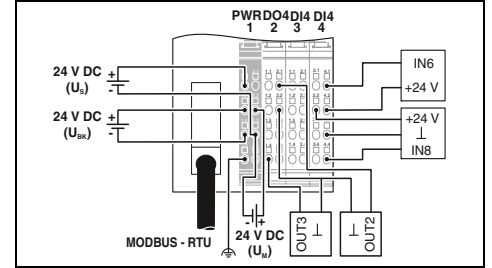 PWR DO4 DI4 DI4
1 2 3 4
24 V DC + -
(US)
24 V DC + -
(UBK)
IN6
+24 V
+24 V
⊥
IN8
MODBUS - RTU
- +
24 V DC
(UM)
OUT3
⊥
⊥
OUT2